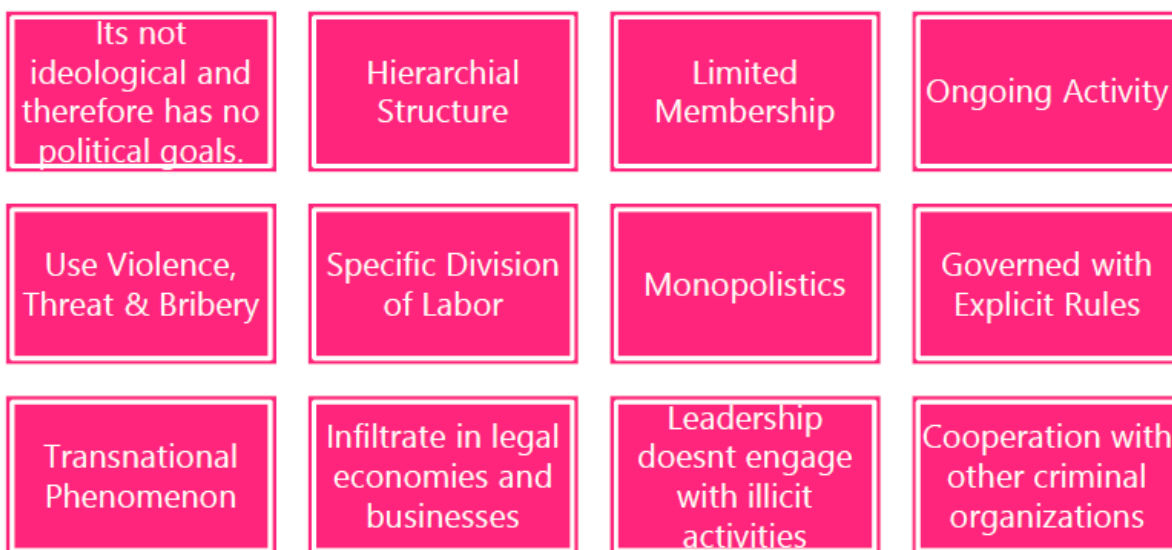 Its not
ideological and
therefore has no
political goals.
Hierarchial
Structure
Limited
Membership
Ongoing Activity
Use Violence,
Threat & Bribery
Specific Division
of Labor
Monopolistics
Governed with
Explicit Rules
Transnational
Phenomenon
Infiltrate in legal
economies and
businesses
Leadership
doesnt engage
with illicit
activities
Cooperation with
other criminal
organizations